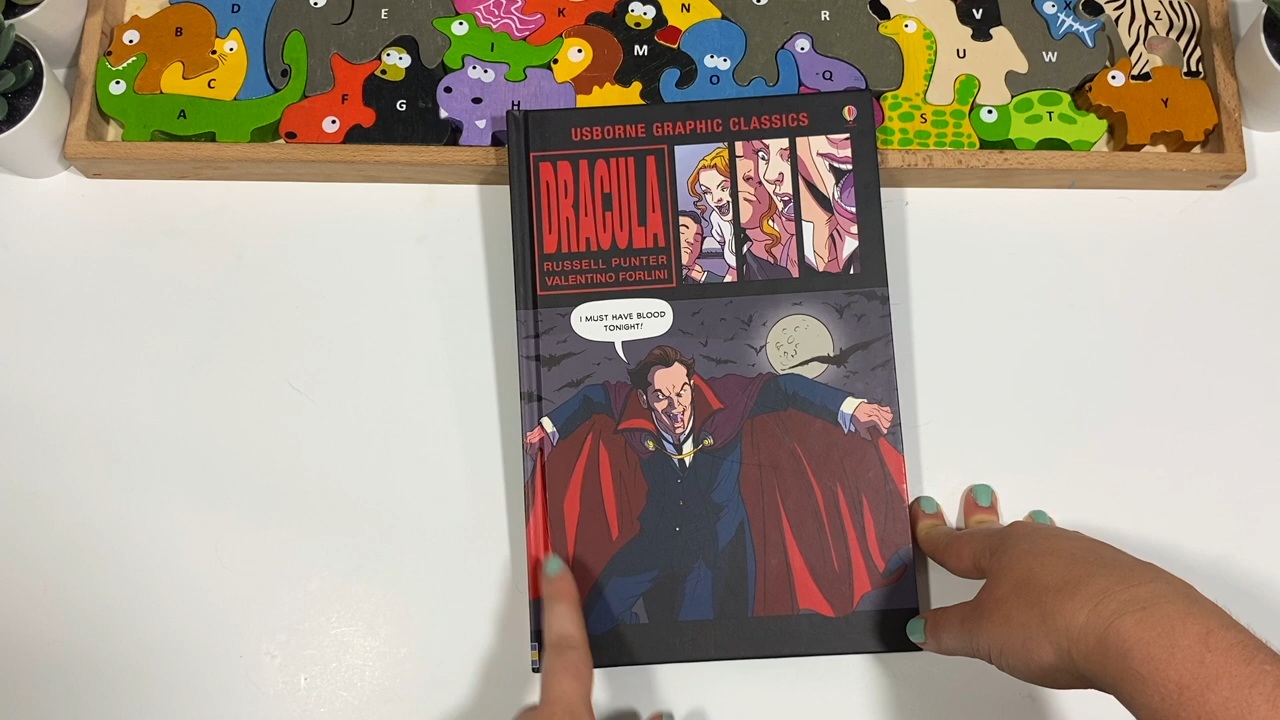 D
E
K
N
R
V
X
Z
B
I
M
U
W
C
O
Q
A
F
G
H
S
T
Y
USBORNE GRAPHIC CLASSICS
DRACULA
RUSSELL PUNTER
VALENTINO FORLINI
I MUST HAVE BLOOD
TONIGHT!